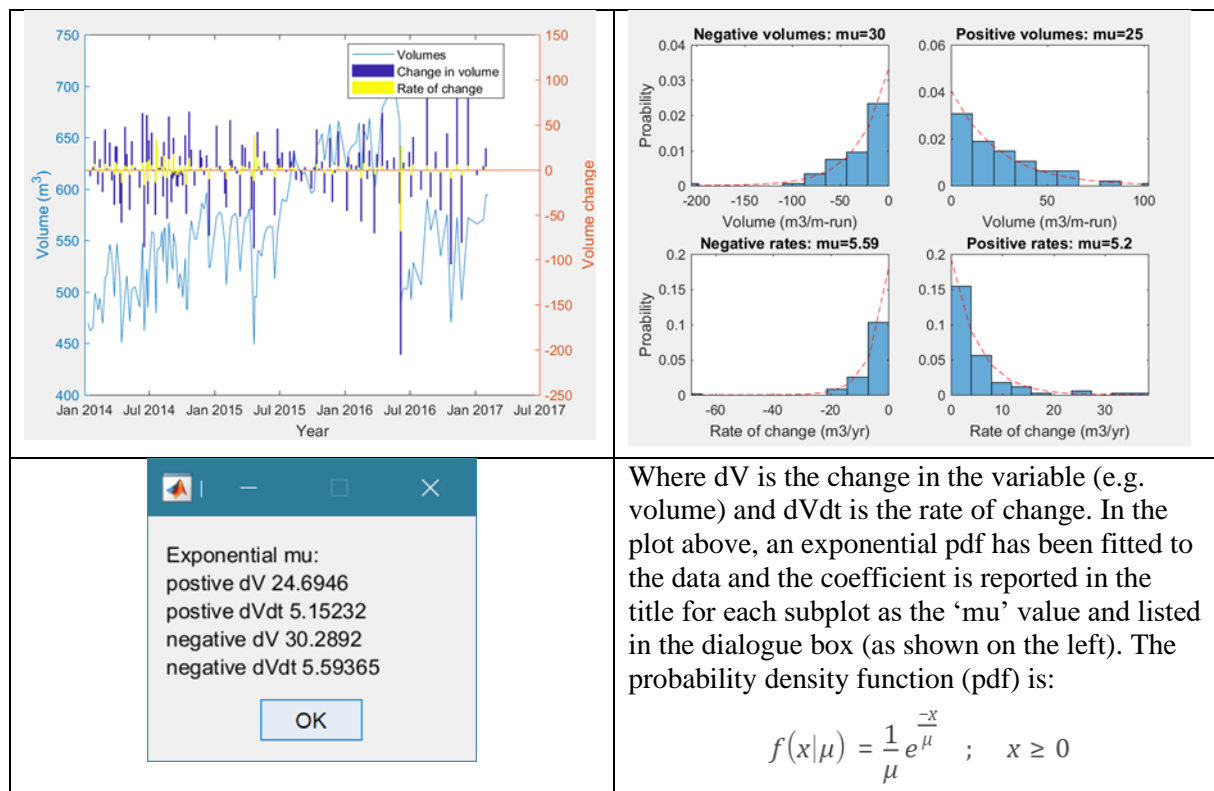 750
700
650
600
550
500
450
400
Volume (m³)
150
100
50
0
-50
-100
-150
-200
-250
Volume change
Volumes
Change in volume
Rate of change
Jan 2014 Jul 2014 Jan 2015 Jul 2015 Jan 2016 Jul 2016 Jan 2017 Jul 2017
Year
Negative volumes: mu=30
0.04
0.03
0.02
0.01
0
Proability
-200 -150 -100 -50 0
Volume (m3/m-run)
Positive volumes: mu=25
0.06
0.04
0.02
0
0 50 100
Volume (m3/m-run)
Negative rates: mu=5.59
0.2
0.15
0.1
0.05
0
Proability
-60 -40 -20 0
Rate of change (m3/yr)
Positive rates: mu=5.2
0.2
0.15
0.1
0.05
0
0 10 20 30
Rate of change (m3/yr)
Exponential mu:
postive dV 24.6946
postive dVdt 5.15232
negative dV 30.2892
negative dVdt 5.59365
OK
Where dV is the change in the variable (e.g.
volume) and dVdt is the rate of change. In the
plot above, an exponential pdf has been fitted to
the data and the coefficient is reported in the
title for each subplot as the ‘mu’ value and listed
in the dialogue box (as shown on the left). The
probability density function (pdf) is:
f(x|μ) = 1/μ e^(-x/μ) ; x ≥ 0